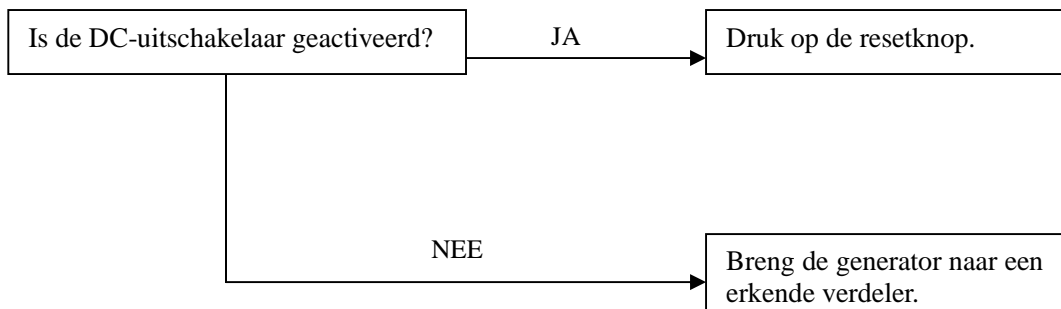 Is de DC-uitschakelaar geactiveerd?
JA
Druk op de resetknop.
NEE
Breng de generator naar een
erkende verdeler.